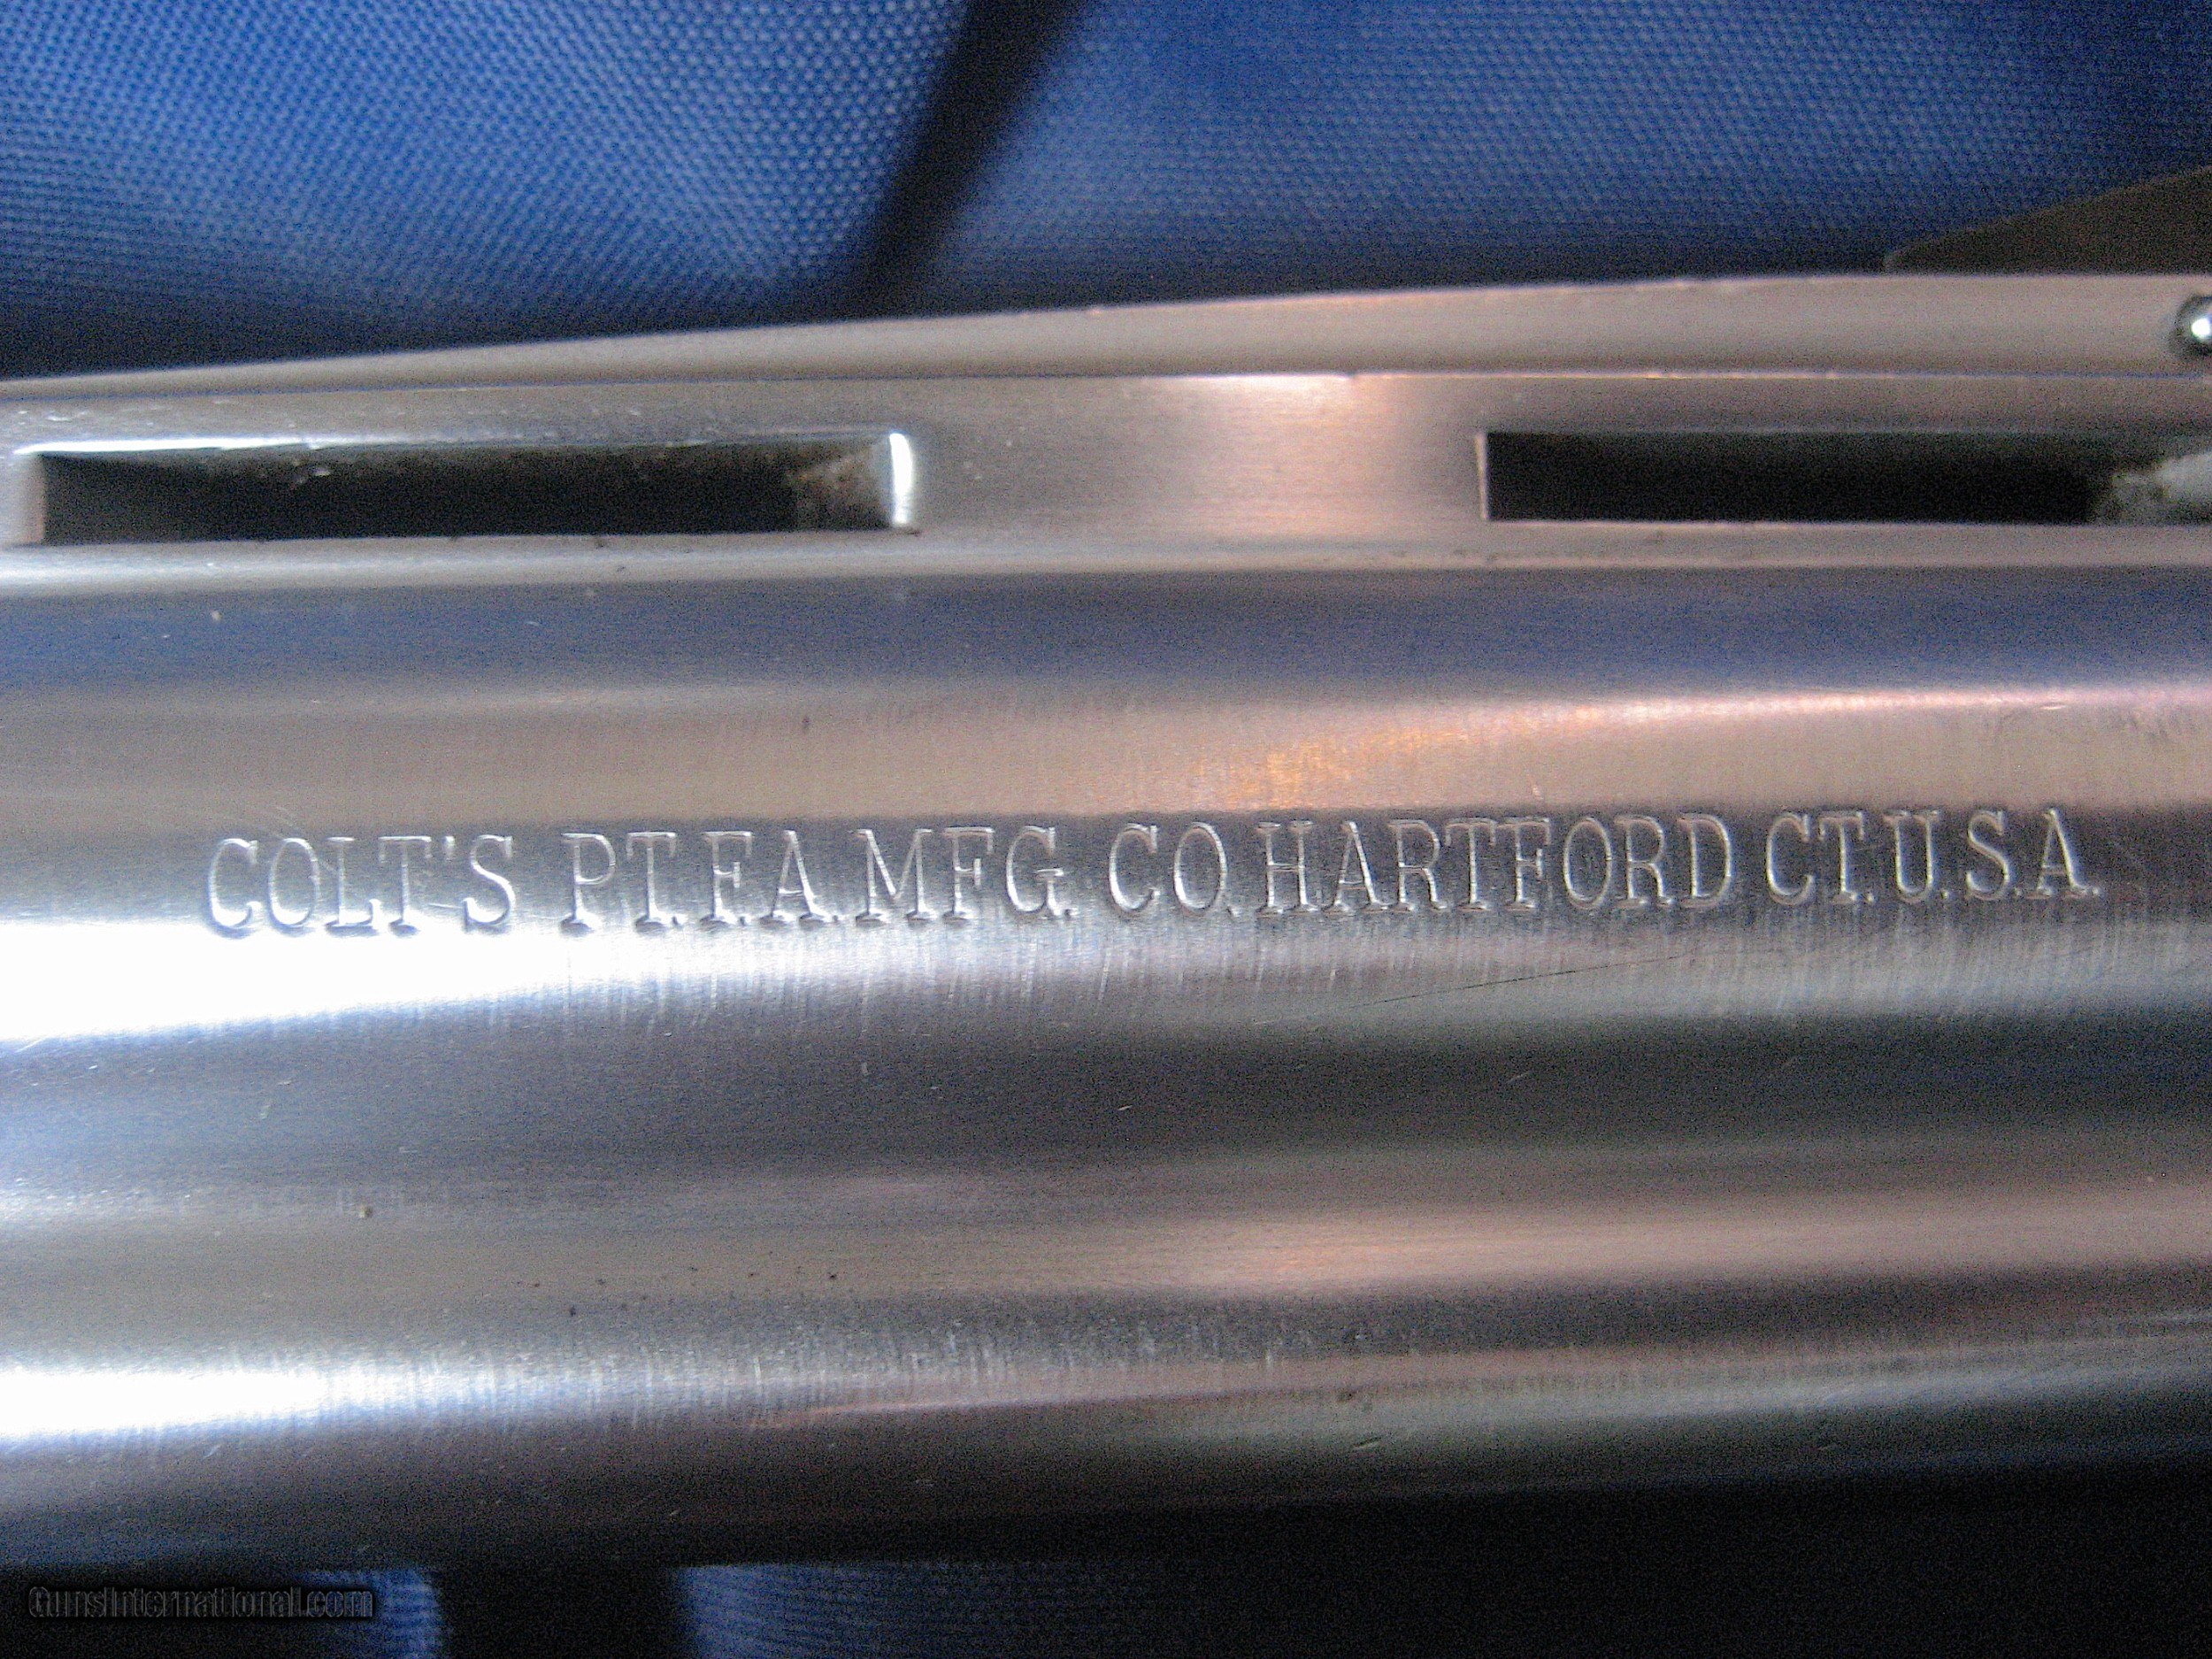 COLT'S PT.F.A.MFG. CO.HARTFORD CT.U.S.A.
GunsInternational.com